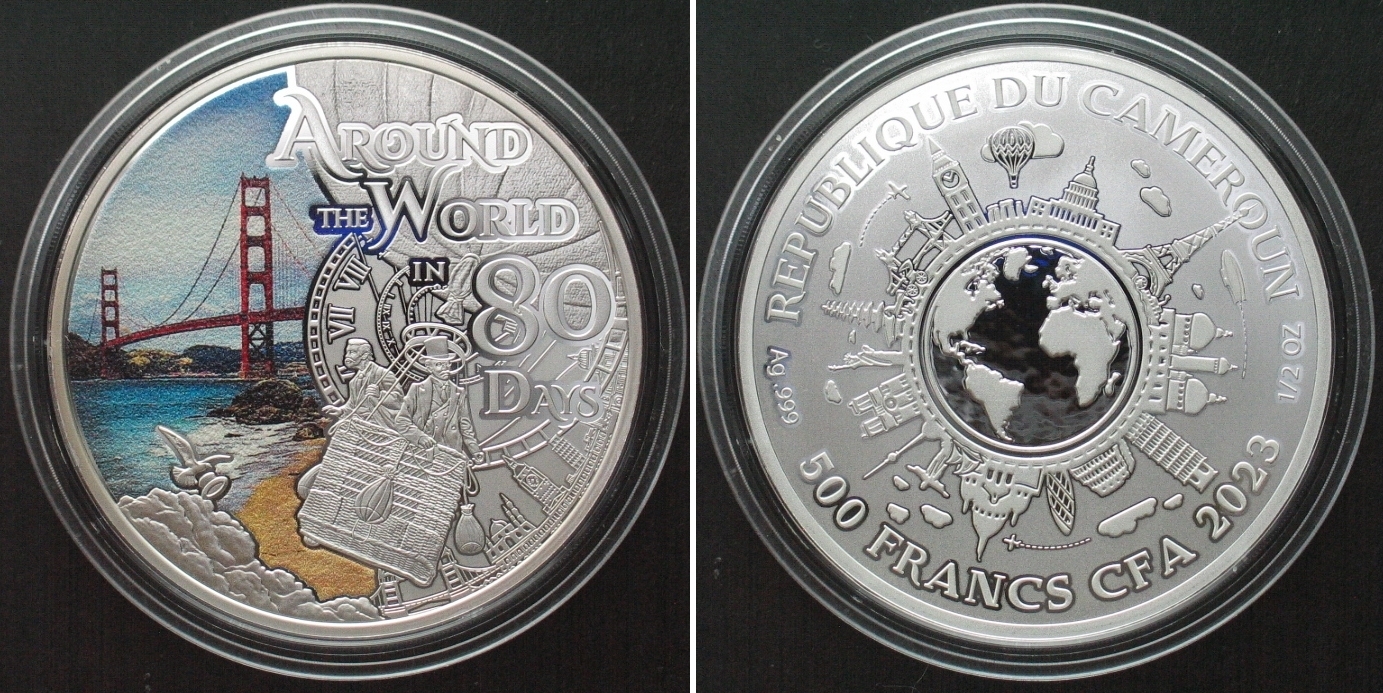 AROUND
THE WORLD
IN 80
DAYS
VIII
VII
REPUBLIQUE DU CAMEROUN
Ag .999
1/2 OZ
500 FRANCS CFA 2023